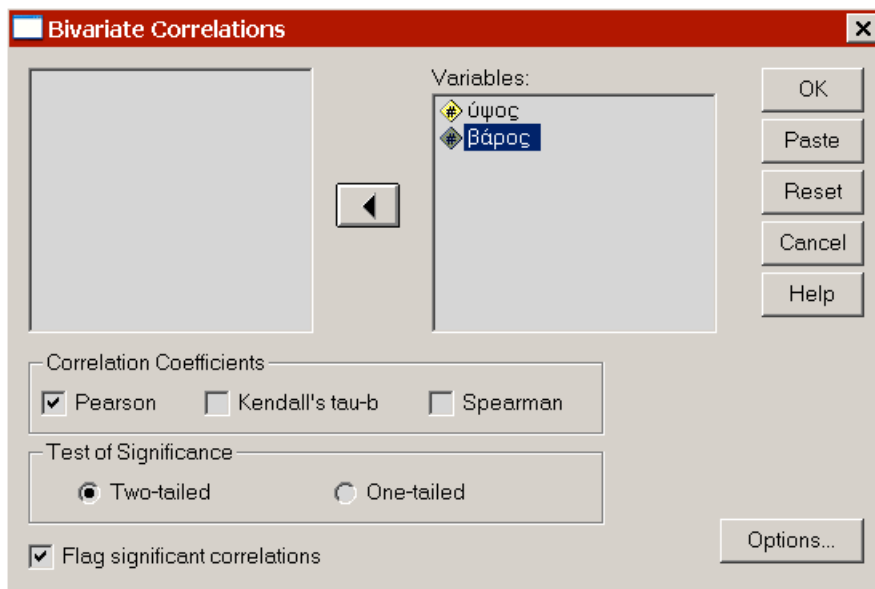 Bivariate Correlations
Variables:
ύψος
βάρος
OK
Paste
Reset
Cancel
Help
Correlation Coefficients
Pearson Kendall's tau-b Spearman
Test of Significance
Two-tailed One-tailed
Flag significant correlations
Options...